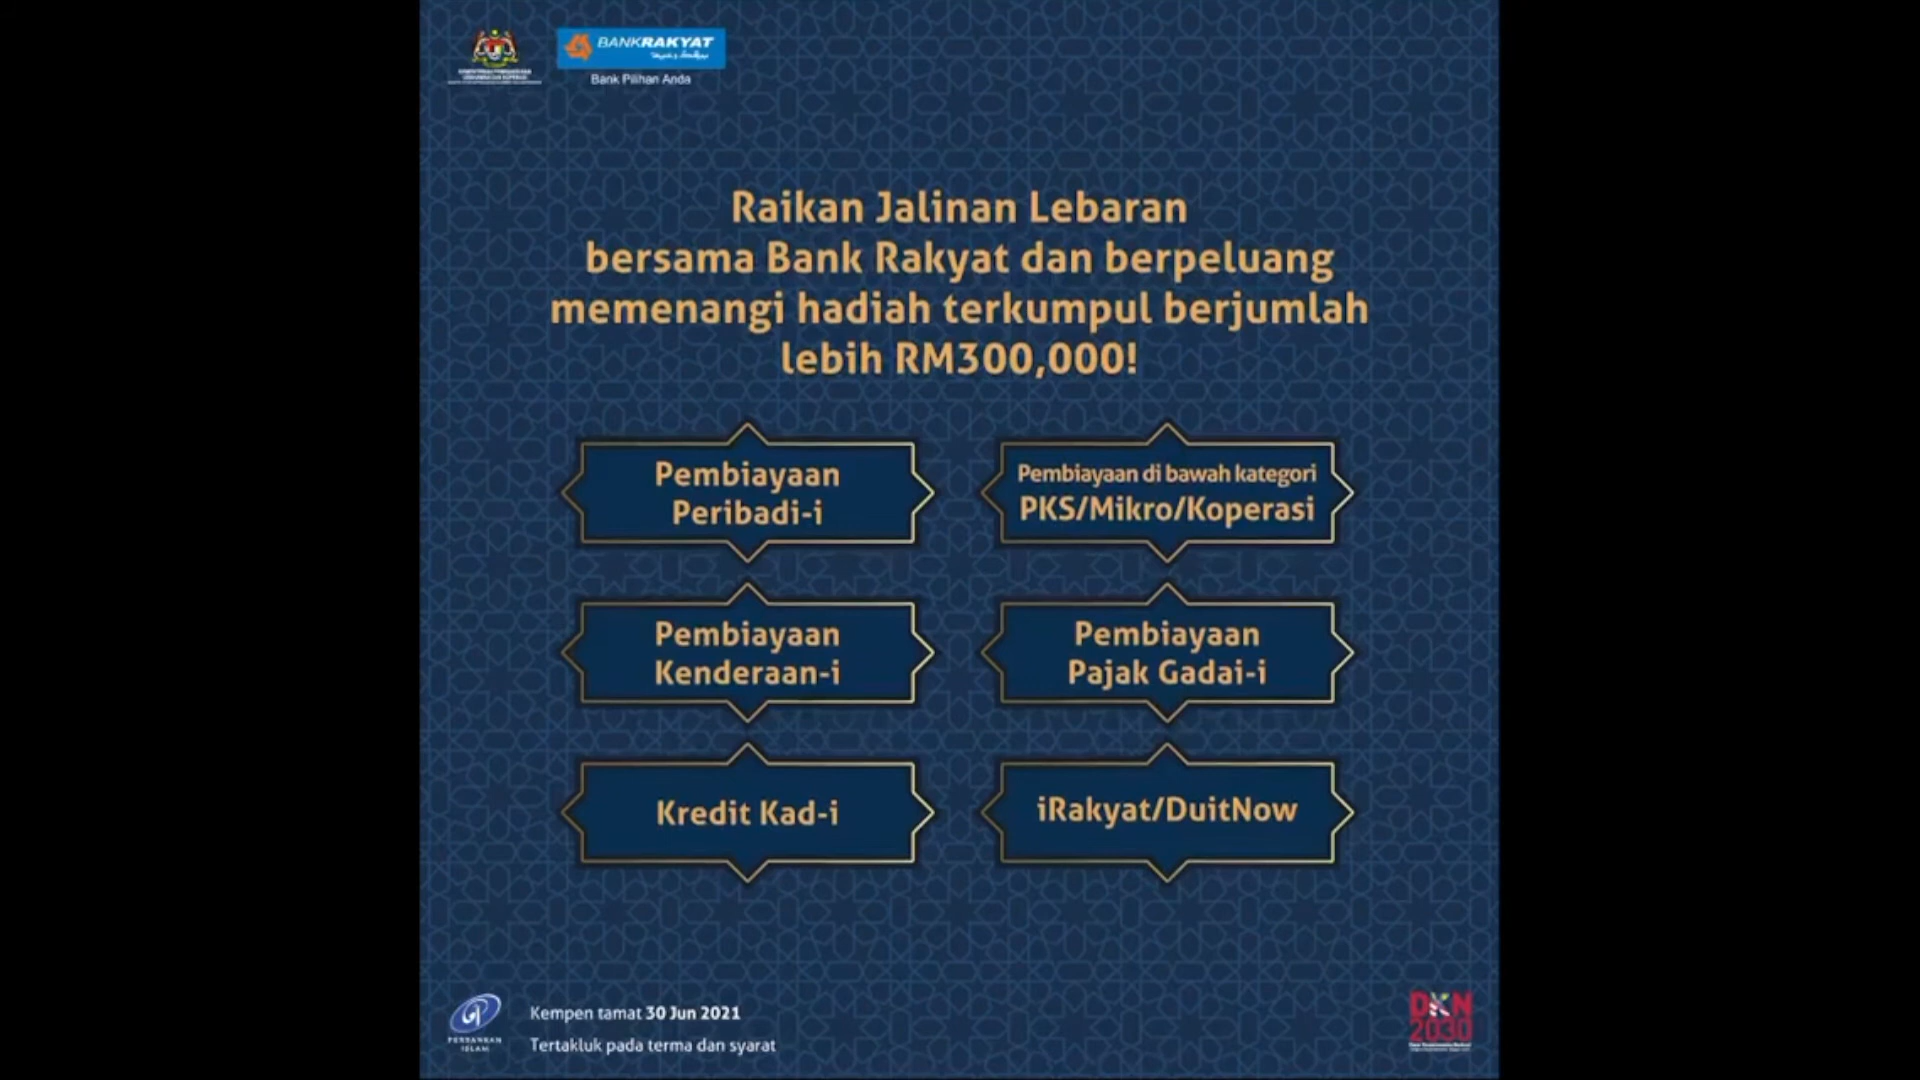 BANKRAKYAT
Bank Pilihan Anda
Raikan Jalinan Lebaran
bersama Bank Rakyat dan berpeluang
memenangi hadiah terkumpul berjumlah
lebih RM300,000!
Pembiayaan
Peribadi-i
Pembiayaan di bawah kategori
PKS/Mikro/Koperasi
Pembiayaan
Kenderaan-i
Pembiayaan
Pajak Gadai-i
Kredit Kad-i
iRakyat/DuitNow
PERBANKAN
ISLAM
Kempen tamat 30 Jun 2021
Tertakluk pada terma dan syarat
DKN
2030